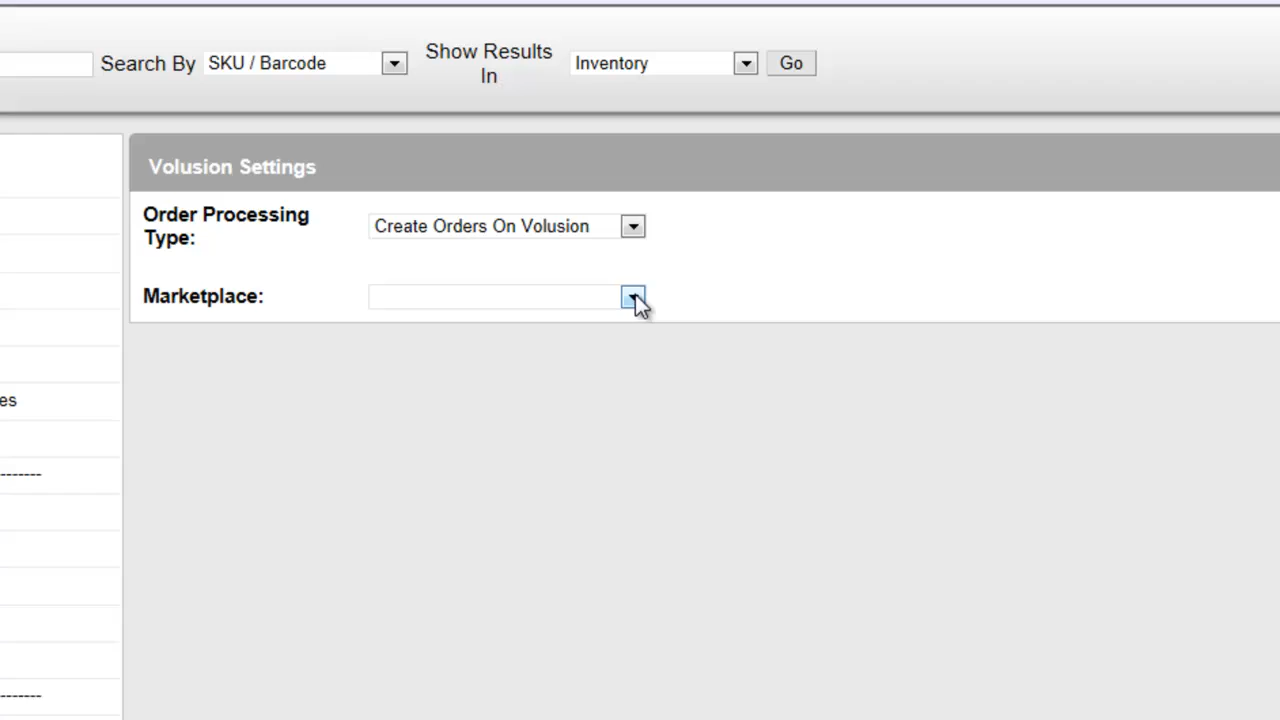 Search By SKU / Barcode Show Results In Inventory Go
Volusion Settings
Order Processing Type: Create Orders On Volusion
Marketplace:
es
-------
-------